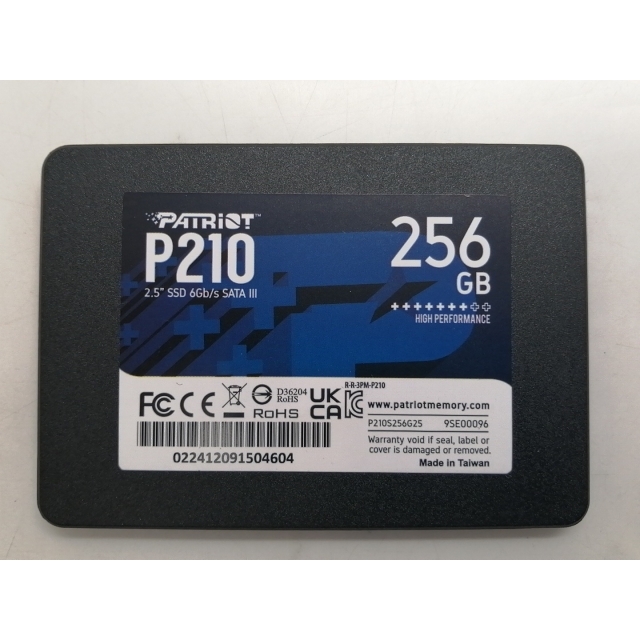 PATRIOT™
P210
2.5" SSD 6Gb/s SATA III
256
GB
HIGH PERFORMANCE
FC CE
D36204
RoHS
RoHS
UK
CA
R-R-3PM-P210
www.patriotmemory.com
P210S256G25 9SE00096
Warranty void if seal, label or
cover is damaged or removed.
Made in Taiwan
022412091504604